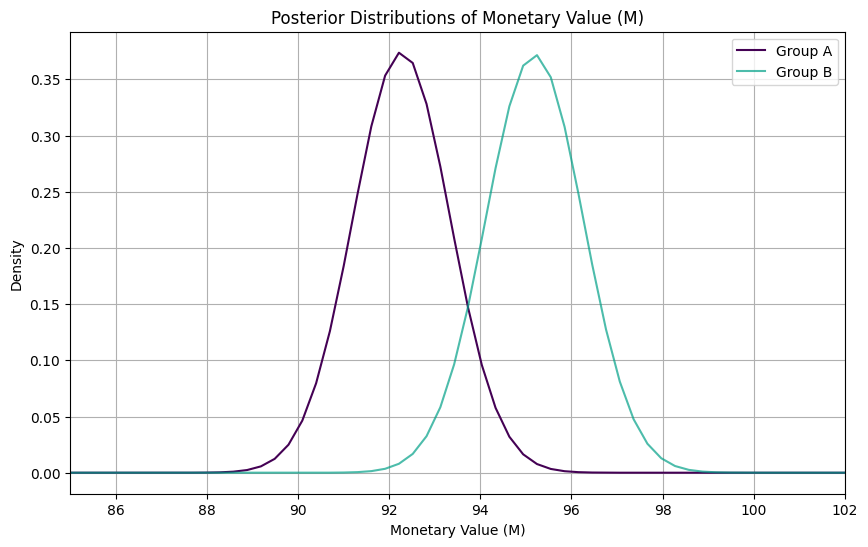 Posterior Distributions of Monetary Value (M)
Group A
Group B
Density
0.35
0.30
0.25
0.20
0.15
0.10
0.05
0.00
86 88 90 92 94 96 98 100 102
Monetary Value (M)